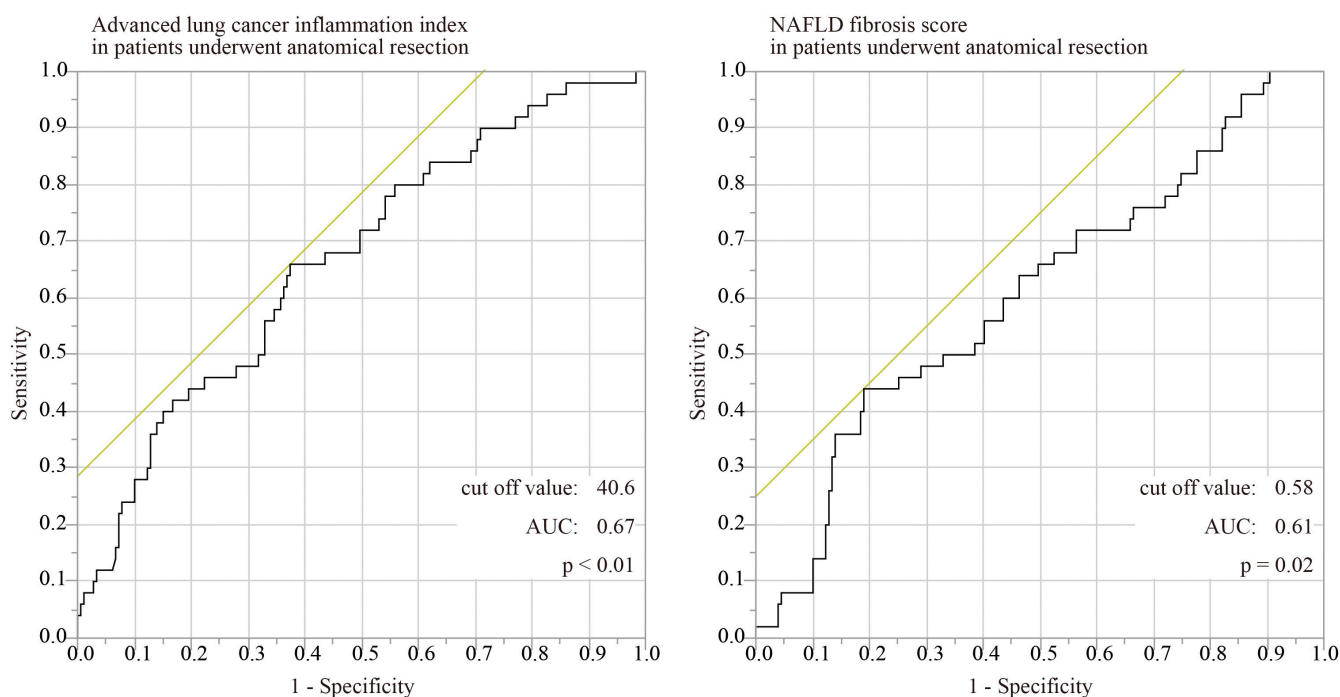 Advanced lung cancer inflammation index
in patients underwent anatomical resection
1.0
0.9
0.8
0.7
0.6
0.5
0.4
0.3
0.2
0.1
0.0
Sensitivity
cut off value: 40.6
AUC: 0.67
p < 0.01
0.0 0.1 0.2 0.3 0.4 0.5 0.6 0.7 0.8 0.9 1.0
1 - Specificity
NAFLD fibrosis score
in patients underwent anatomical resection
1.0
0.9
0.8
0.7
0.6
0.5
0.4
0.3
0.2
0.1
0.0
Sensitivity
cut off value: 0.58
AUC: 0.61
p = 0.02
0.0 0.1 0.2 0.3 0.4 0.5 0.6 0.7 0.8 0.9 1.0
1 - Specificity